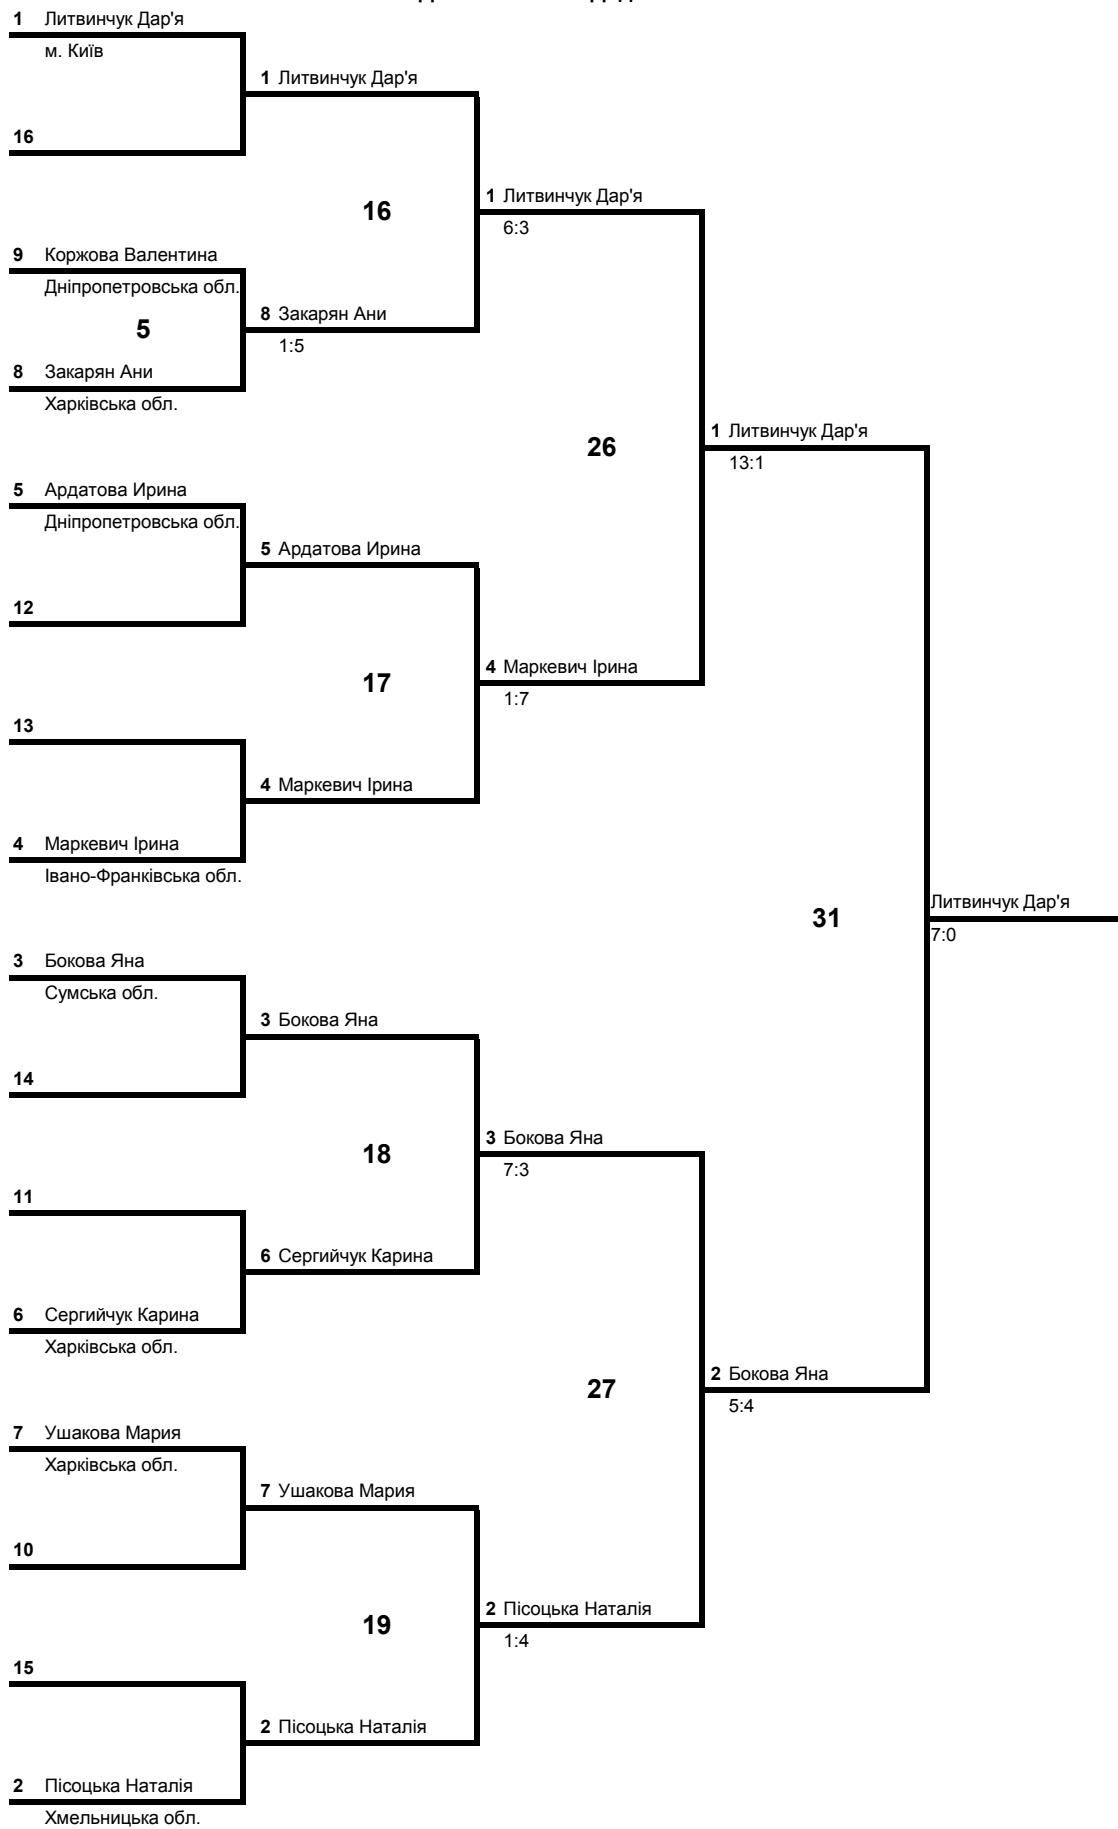 1 Литвинчук Дар'я
м. Київ
1 Литвинчук Дар'я
16
16
1 Литвинчук Дар'я
6:3
9 Коржова Валентина
Дніпропетровська обл.
5
8 Закарян Ани
1:5
8 Закарян Ани
Харківська обл.
26
1 Литвинчук Дар'я
13:1
5 Ардатова Ирина
Дніпропетровська обл.
5 Ардатова Ирина
12
17
4 Маркевич Ірина
1:7
13
4 Маркевич Ірина
4 Маркевич Ірина
Івано-Франківська обл.
31
Литвинчук Дар'я
7:0
3 Бокова Яна
Сумська обл.
3 Бокова Яна
14
18
3 Бокова Яна
7:3
11
6 Сергийчук Карина
6 Сергийчук Карина
Харківська обл.
27
2 Бокова Яна
5:4
7 Ушакова Мария
Харківська обл.
7 Ушакова Мария
10
19
2 Пісоцька Наталія
1:4
15
2 Пісоцька Наталія
2 Пісоцька Наталія
Хмельницька обл.